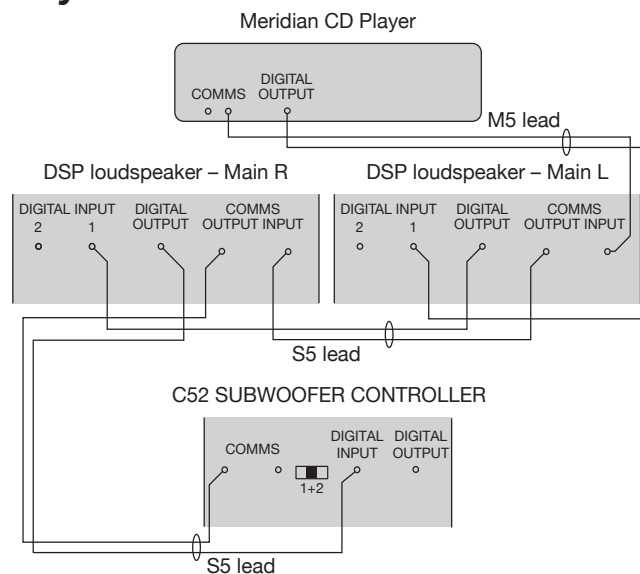 Meridian CD Player
COMMS
DIGITAL
OUTPUT
M5 lead
DSP loudspeaker – Main R
DSP loudspeaker – Main L
DIGITAL INPUT
2 1
DIGITAL
OUTPUT
COMMS
OUTPUT INPUT
DIGITAL INPUT
2 1
DIGITAL
OUTPUT
COMMS
OUTPUT INPUT
S5 lead
C52 SUBWOOFER CONTROLLER
COMMS
1+2
DIGITAL
INPUT
DIGITAL
OUTPUT
S5 lead